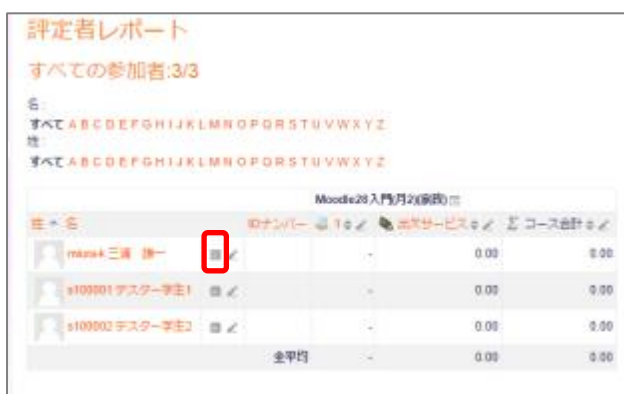 評定者レポート
すべての参加者:3/3
名:
すべて A B C D E F G H I J K L M N O P Q R S T U V W X Y Z
姓:
すべて A B C D E F G H I J K L M N O P Q R S T U V W X Y Z
Moodle28入門(月2)
姓 名 IDナンバー 1 出欠サービス Σ コース合計
三浦 - 0.00 0.00
s100001 テスター学生1 - 0.00 0.00
s100002 テスター学生2 - 0.00 0.00
全平均 - 0.00 0.00